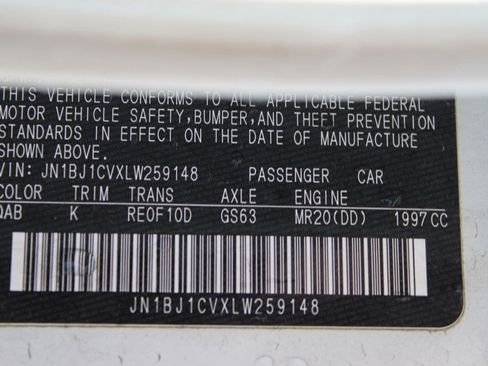 THIS VEHICLE CONFORMS TO ALL APPLICABLE FEDERAL
MOTOR VEHICLE SAFETY, BUMPER, AND THEFT PREVENTION
STANDARDS IN EFFECT ON THE DATE OF MANUFACTURE
SHOWN ABOVE.
VIN: JN1BJ1CVXLW259148 PASSENGER CAR
COLOR TRIM TRANS AXLE ENGINE
QAB K RE0F10D GS63 MR20(DD) 1997CC
JN1BJ1CVXLW259148